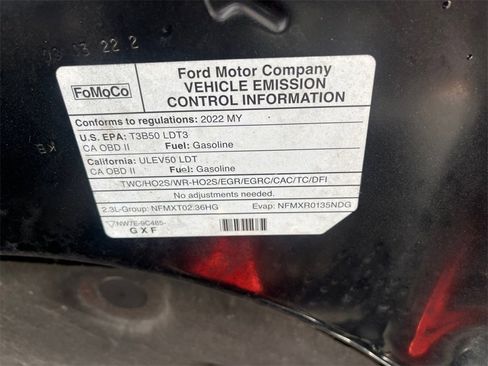 22 2
FoMoCo
Ford Motor Company
VEHICLE EMISSION
CONTROL INFORMATION
Conforms to regulations: 2022 MY
U.S. EPA: T3B50 LDT3
CA OBD II Fuel: Gasoline
California: ULEV50 LDT
CA OBD II Fuel: Gasoline
TWC/HO2S/WR-HO2S/EGR/EGRC/CAC/TC/DFI
No adjustments needed.
2.3L-Group: NFMXT02.36HG Evap: NFMXR0135NDG
NW7E-9C485-
GXF